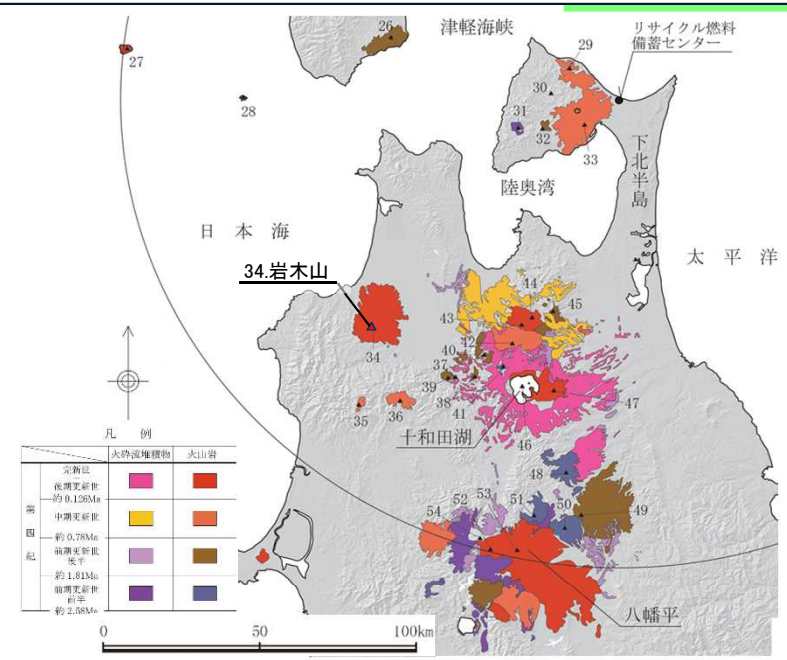 津軽海峡
リサイクル燃料
備蓄センター
26
27
28
29
30
31
32
33
下北半島
陸奥湾
日本海
太平洋
34.岩木山
34
35
36
37
38
39
40
41
42
43
44
45
46
47
十和田湖
48
49
50
51
52
53
54
八幡平
凡例
火砕流堆積物
火山岩
第四紀
完新世
～
後期更新世
約 0.126Ma
中期更新世
約 0.78Ma
前期更新世
後半
約 1.81Ma
前期更新世
前半
約 2.58Ma
0
50
100km